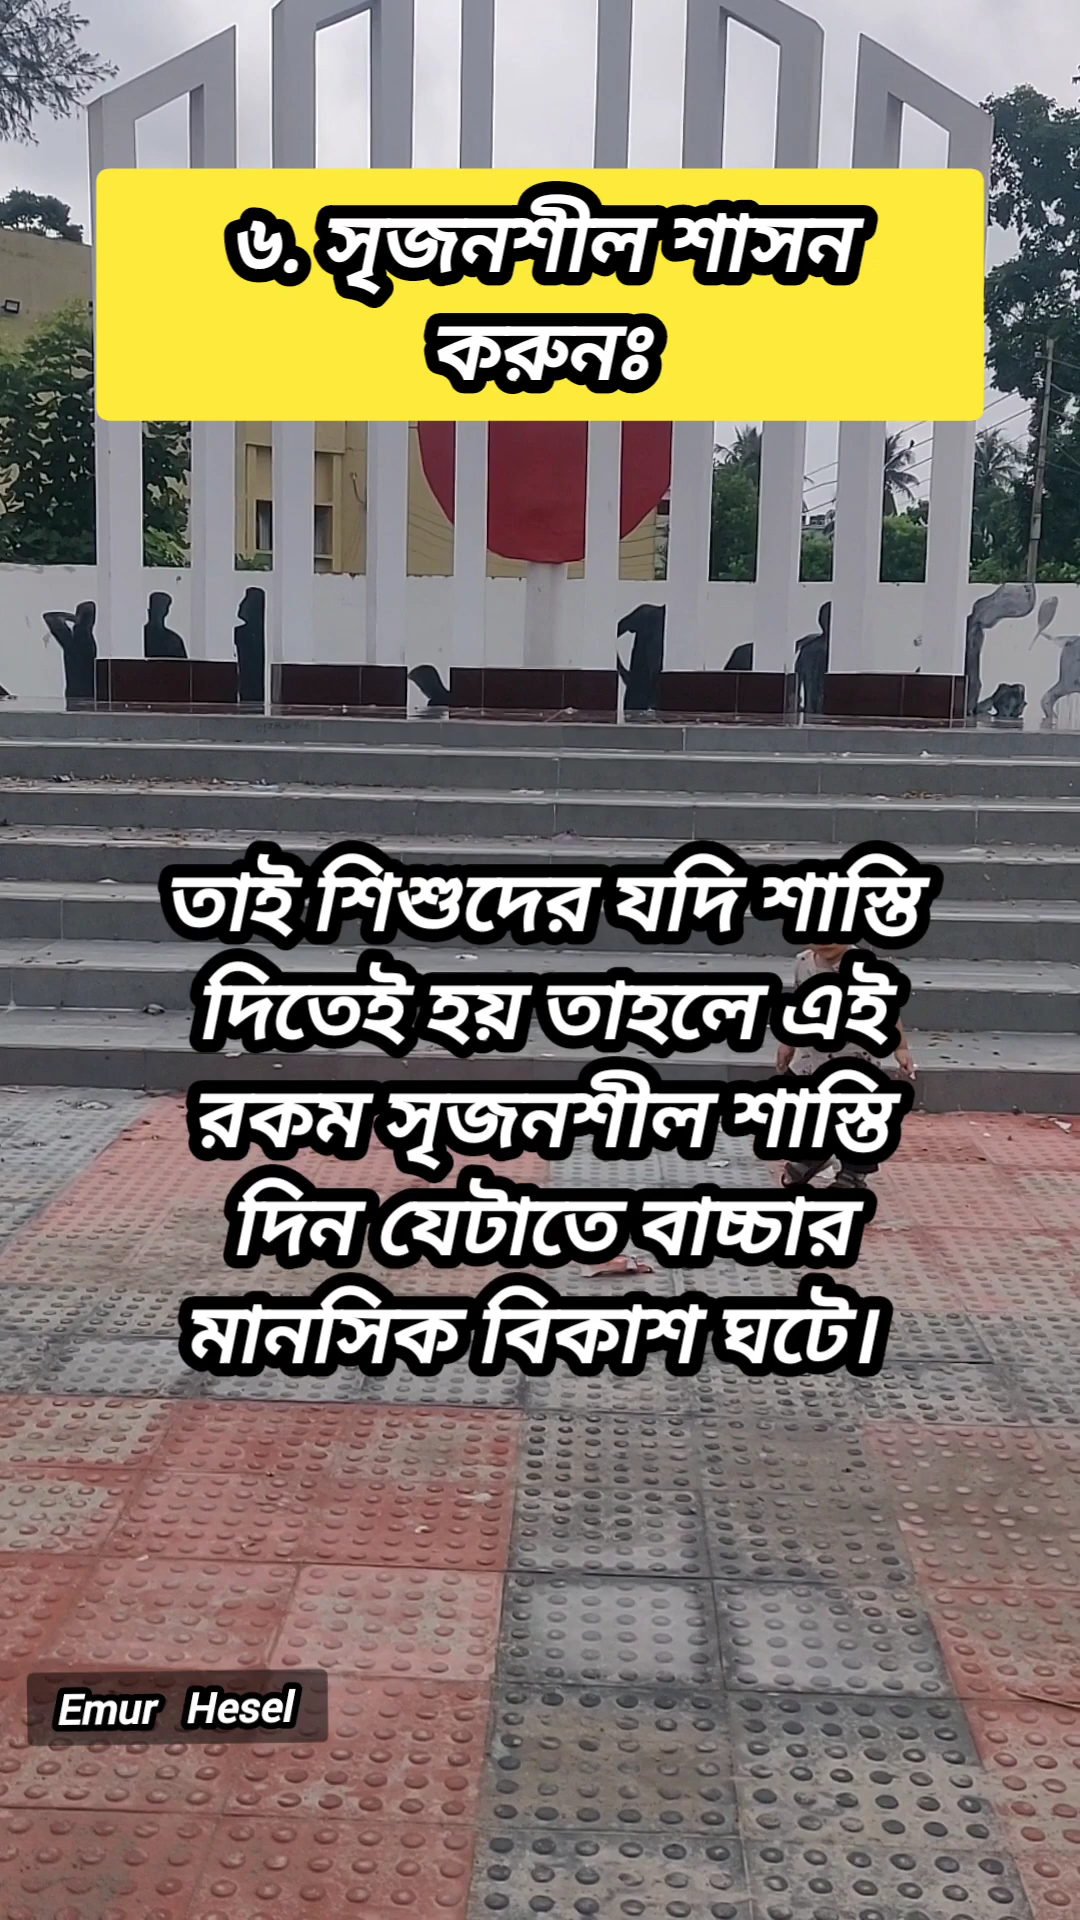 ৬. সৃজনশীল শাসন
করুনঃ
তাই শিশুদের যদি শাস্তি
দিতেই হয় তাহলে এই
রকম সৃজনশীল শাস্তি
দিন যেটাতে বাচ্চার
মানসিক বিকাশ ঘটে।
Emur Hesel